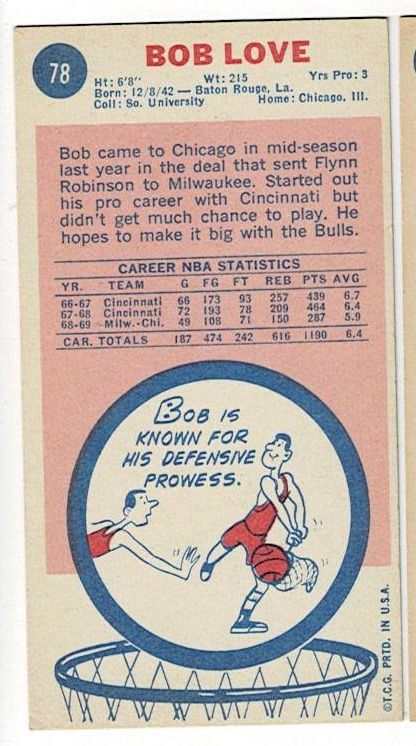 78
BOB LOVE
Ht: 6'8" Wt: 215 Yrs Pro: 3
Born: 12/8/42 — Baton Rouge, La.
Coll: So. University Home: Chicago, Ill.
Bob came to Chicago in mid-season
last year in the deal that sent Flynn
Robinson to Milwaukee. Started out
his pro career with Cincinnati but
didn't get much chance to play. He
hopes to make it big with the Bulls.
CAREER NBA STATISTICS
YR. TEAM G FG FT REB PTS AVG
66-67 Cincinnati 66 173 93 257 439 6.7
67-68 Cincinnati 72 193 78 209 464 6.4
68-69 Milw.-Chi. 49 108 71 150 287 5.9
CAR. TOTALS 187 474 242 616 1190 6.4
BOB IS
KNOWN FOR
HIS DEFENSIVE
PROWESS.
©T.C.G. PRTD. IN U.S.A.